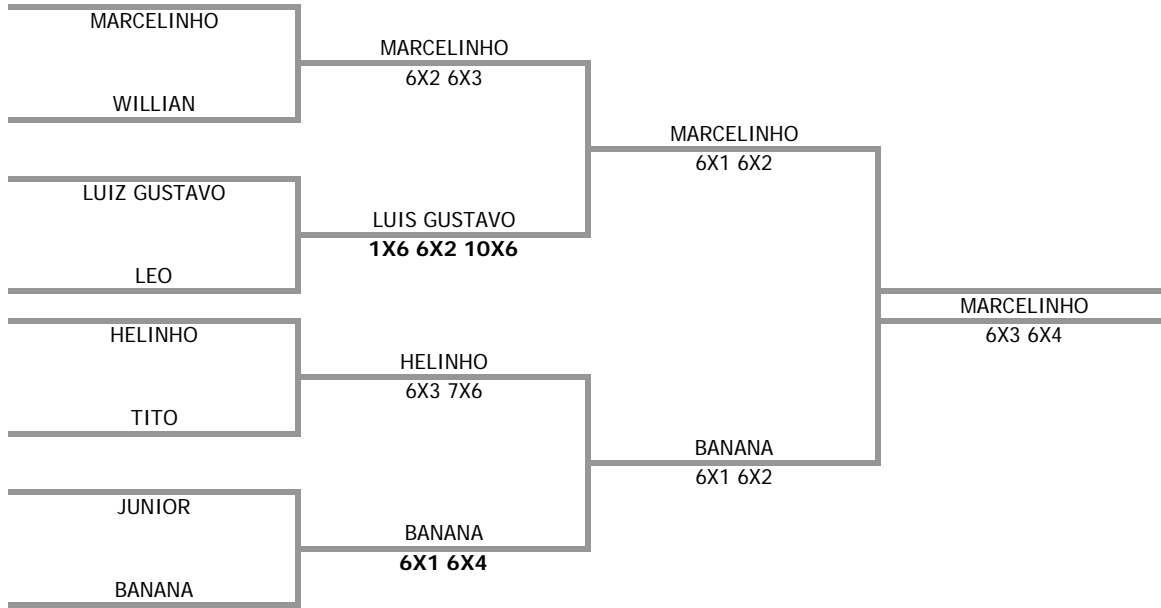 MARCELINHO
MARCELINHO
6X2 6X3
WILLIAN
MARCELINHO
6X1 6X2
LUIZ GUSTAVO
LUIS GUSTAVO
1X6 6X2 10X6
LEO
MARCELINHO
6X3 6X4
HELINHO
HELINHO
6X3 7X6
TITO
BANANA
6X1 6X2
JUNIOR
BANANA
6X1 6X4
BANANA